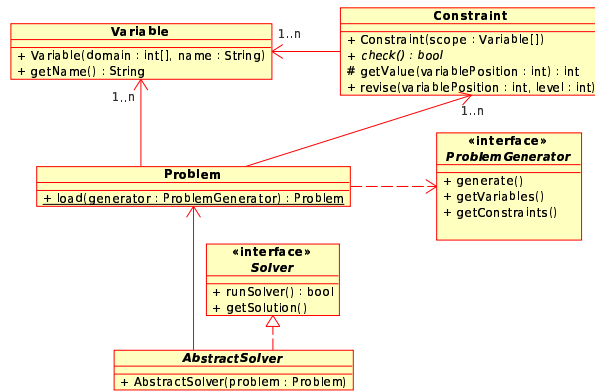 Variable
+ Variable(domain : int[], name : String)
+ getName() : String
1..n
Constraint
+ Constraint(scope : Variable[])
+ check() : bool
# getValue(variablePosition : int) : int
+ revise(variablePosition : int, level : int)
1..n
1..n
«interface»
ProblemGenerator
+ generate()
+ getVariables()
+ getConstraints()
Problem
+ load(generator : ProblemGenerator) : Problem
«interface»
Solver
+ runSolver() : bool
+ getSolution()
AbstractSolver
+ AbstractSolver(problem : Problem)